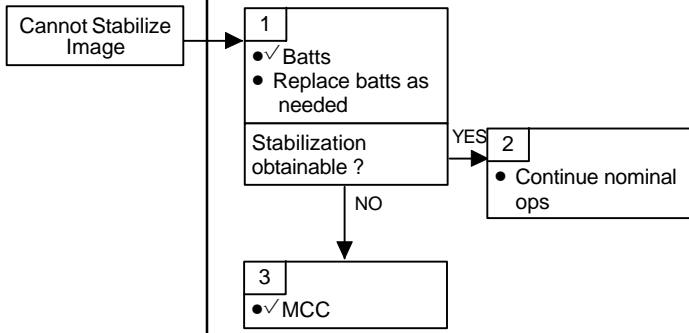 Cannot Stabilize
Image
1
●√ Batts
● Replace batts as
needed
Stabilization
obtainable ?
YES
2
● Continue nominal
ops
NO
3
●√ MCC